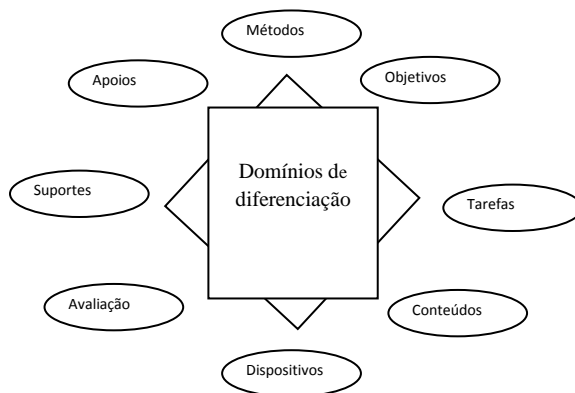 Métodos
Apoios
Objetivos
Domínios de
diferenciação
Suportes
Tarefas
Avaliação
Conteúdos
Dispositivos